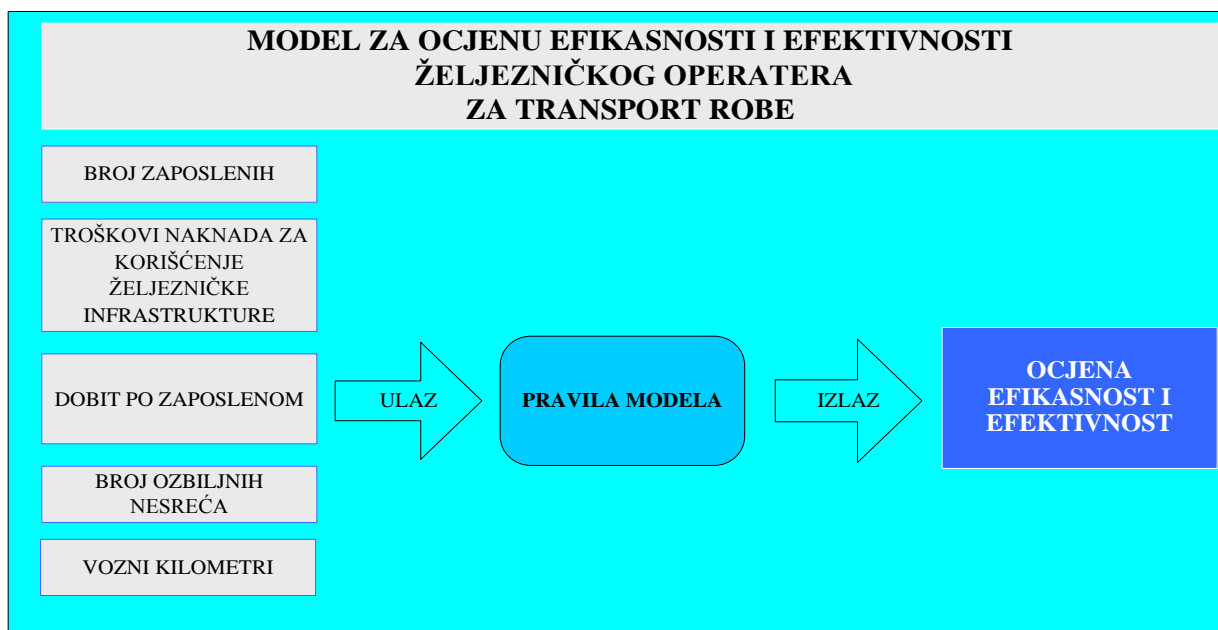 MODEL ZA OCJENU EFIKASNOSTI I EFEKTIVNOSTI
ŽELJEZNIČKOG OPERATERA
ZA TRANSPORT ROBE
BROJ ZAPOSLENIH
TROŠKOVI NAKNADA ZA
KORIŠĆENJE
ŽELJEZNIČKE
INFRASTRUKTURE
DOBIT PO ZAPOSLENOM
BROJ OZBILJNIH
NESREĆA
VOZNI KILOMETRI
ULAZ
PRAVILA MODELA
IZLAZ
OCJENA
EFIKASNOST I
EFEKTIVNOST